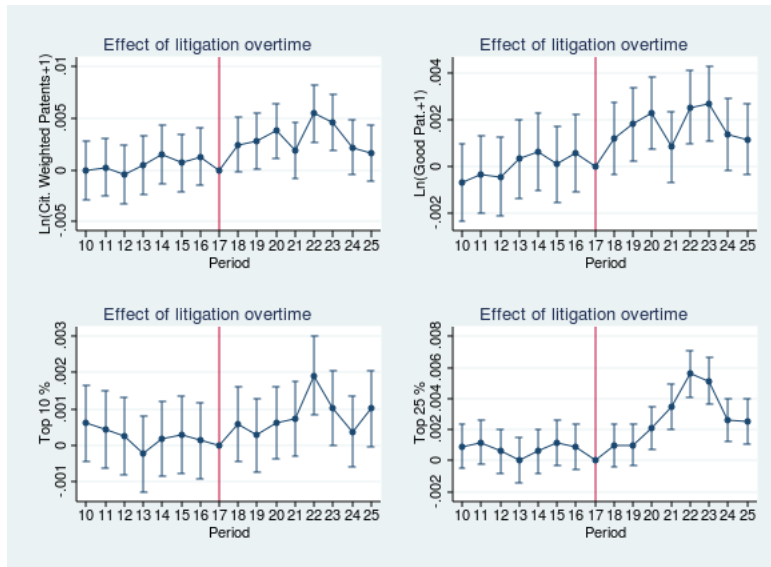 Effect of litigation overtime
Ln(Cit. Weighted Patents+1)
.01
.005
0
-.005
10 11 12 13 14 15 16 17 18 19 20 21 22 23 24 25
Period
Effect of litigation overtime
Ln(Good Pat.+1)
.004
.002
0
-.002
10 11 12 13 14 15 16 17 18 19 20 21 22 23 24 25
Period
Effect of litigation overtime
Top 10 %
.003
.002
.001
0
-.001
10 11 12 13 14 15 16 17 18 19 20 21 22 23 24 25
Period
Effect of litigation overtime
Top 25 %
.008
.006
.004
.002
0
-.002
10 11 12 13 14 15 16 17 18 19 20 21 22 23 24 25
Period